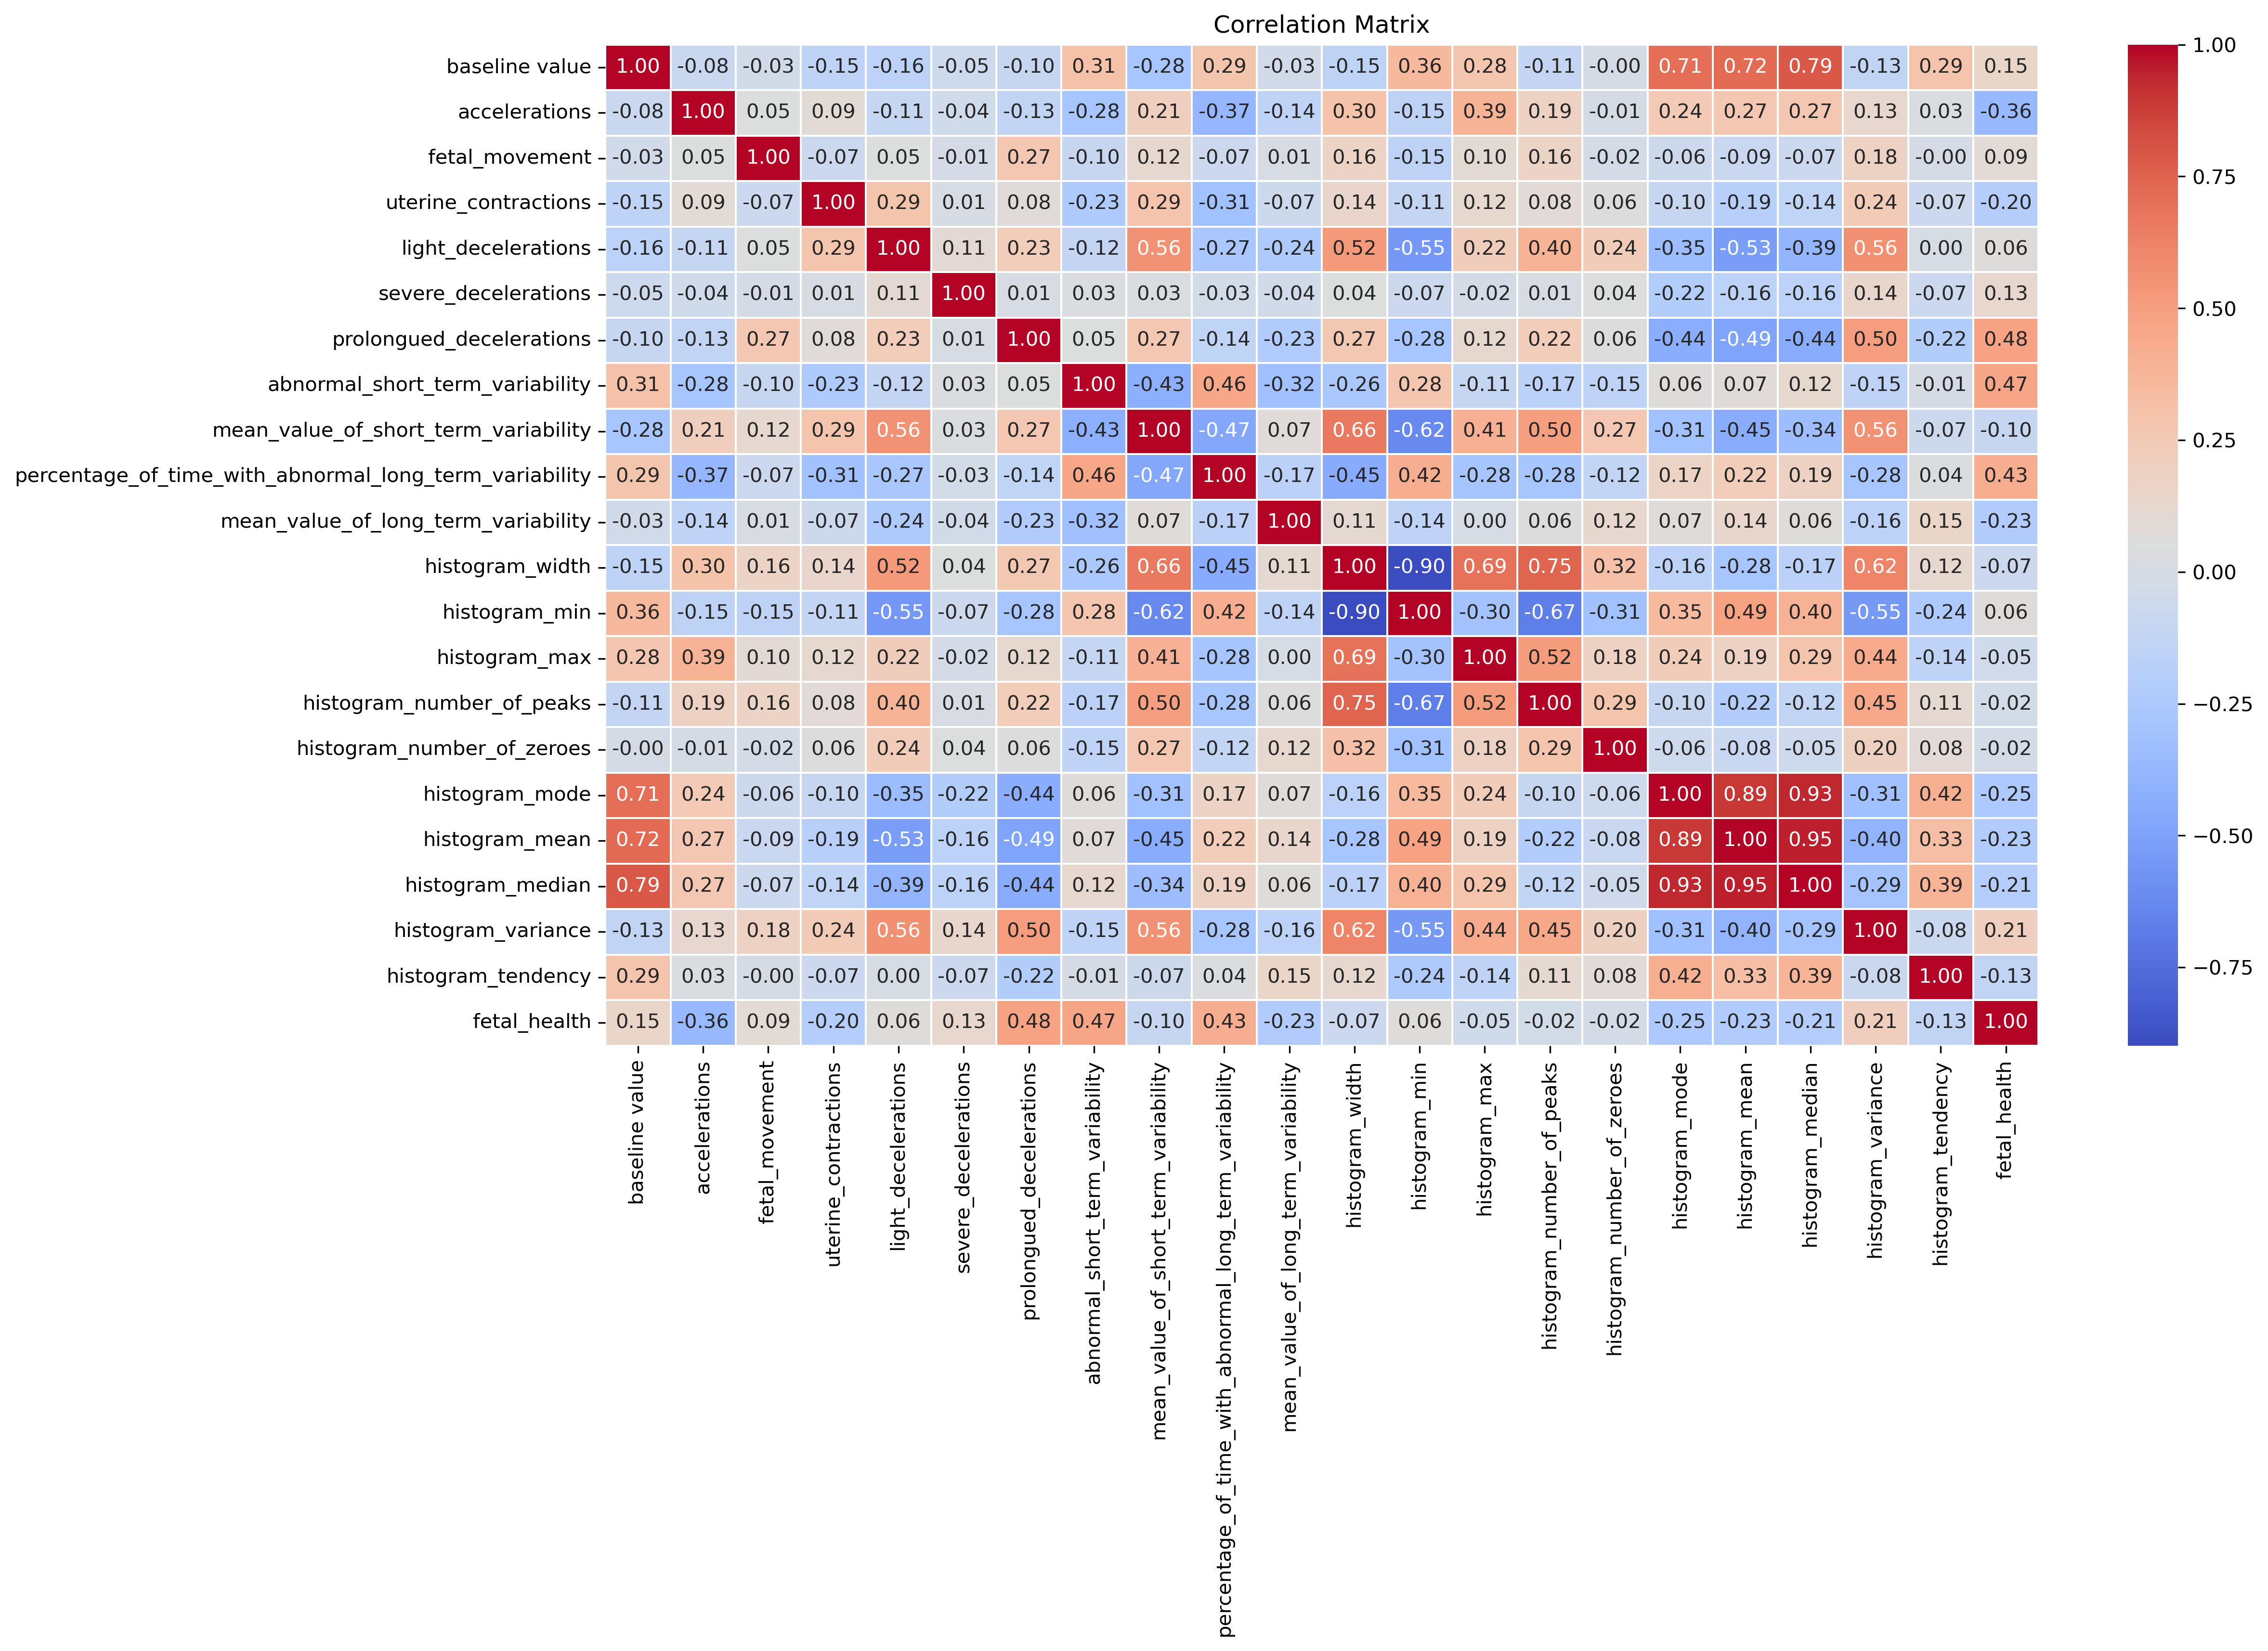 Correlation Matrix
baseline value 1.00 -0.08 -0.03 -0.15 -0.16 -0.05 -0.10 0.31 -0.28 0.29 -0.03 -0.15 0.36 0.28 -0.11 -0.00 0.71 0.72 0.79 -0.13 0.29 0.15
accelerations -0.08 1.00 0.05 0.09 -0.11 -0.04 -0.13 -0.28 0.21 -0.37 -0.14 0.30 -0.15 0.39 0.19 -0.01 0.24 0.27 0.27 0.13 0.03 -0.36
fetal_movement -0.03 0.05 1.00 -0.07 0.05 -0.01 0.27 -0.10 0.12 -0.07 0.01 0.16 -0.15 0.10 0.16 -0.02 -0.06 -0.09 -0.07 0.18 -0.00 0.09
uterine_contractions -0.15 0.09 -0.07 1.00 0.29 0.01 0.08 -0.23 0.29 -0.31 -0.07 0.14 -0.11 0.12 0.08 0.06 -0.10 -0.19 -0.14 0.24 -0.07 -0.20
light_decelerations -0.16 -0.11 0.05 0.29 1.00 0.11 0.23 -0.12 0.56 -0.27 -0.24 0.52 -0.55 0.22 0.40 0.24 -0.35 -0.53 -0.39 0.56 0.00 0.06
severe_decelerations -0.05 -0.04 -0.01 0.01 0.11 1.00 0.01 0.03 0.03 -0.03 -0.04 0.04 -0.07 -0.02 0.01 0.04 -0.22 -0.16 -0.16 0.14 -0.07 0.13
prolongued_decelerations -0.10 -0.13 0.27 0.08 0.23 0.01 1.00 0.05 0.27 -0.14 -0.23 0.27 -0.28 0.12 0.22 0.06 -0.44 -0.49 -0.44 0.50 -0.22 0.48
abnormal_short_term_variability 0.31 -0.28 -0.10 -0.23 -0.12 0.03 0.05 1.00 -0.43 0.46 -0.32 -0.26 0.28 -0.11 -0.17 -0.15 0.06 0.07 0.12 -0.15 -0.01 0.47
mean_value_of_short_term_variability -0.28 0.21 0.12 0.29 0.56 0.03 0.27 -0.43 1.00 -0.47 0.07 0.66 -0.62 0.41 0.50 0.27 -0.31 -0.45 -0.34 0.56 -0.07 -0.10
percentage_of_time_with_abnormal_long_term_variability 0.29 -0.37 -0.07 -0.31 -0.27 -0.03 -0.14 0.46 -0.47 1.00 -0.17 -0.45 0.42 -0.28 -0.28 -0.12 0.17 0.22 0.19 -0.28 0.04 0.43
mean_value_of_long_term_variability -0.03 -0.14 0.01 -0.07 -0.24 -0.04 -0.23 -0.32 0.07 -0.17 1.00 0.11 -0.14 0.00 0.06 0.12 0.07 0.14 0.06 -0.16 0.15 -0.23
histogram_width -0.15 0.30 0.16 0.14 0.52 0.04 0.27 -0.26 0.66 -0.45 0.11 1.00 -0.90 0.69 0.75 0.32 -0.16 -0.28 -0.17 0.62 0.12 -0.07
histogram_min 0.36 -0.15 -0.15 -0.11 -0.55 -0.07 -0.28 0.28 -0.62 0.42 -0.14 -0.90 1.00 -0.30 -0.67 -0.31 0.35 0.49 0.40 -0.55 -0.24 0.06
histogram_max 0.28 0.39 0.10 0.12 0.22 -0.02 0.12 -0.11 0.41 -0.28 0.00 0.69 -0.30 1.00 0.52 0.18 0.24 0.19 0.29 0.44 -0.14 -0.05
histogram_number_of_peaks -0.11 0.19 0.16 0.08 0.40 0.01 0.22 -0.17 0.50 -0.28 0.06 0.75 -0.67 0.52 1.00 0.29 -0.10 -0.22 -0.12 0.45 0.11 -0.02
histogram_number_of_zeroes -0.00 -0.01 -0.02 0.06 0.24 0.04 0.06 -0.15 0.27 -0.12 0.12 0.32 -0.31 0.18 0.29 1.00 -0.06 -0.08 -0.05 0.20 0.08 -0.02
histogram_mode 0.71 0.24 -0.06 -0.10 -0.35 -0.22 -0.44 0.06 -0.31 0.17 0.07 -0.16 0.35 0.24 -0.10 -0.06 1.00 0.89 0.93 -0.31 0.42 -0.25
histogram_mean 0.72 0.27 -0.09 -0.19 -0.53 -0.16 -0.49 0.07 -0.45 0.22 0.14 -0.28 0.49 0.19 -0.22 -0.08 0.89 1.00 0.95 -0.40 0.33 -0.23
histogram_median 0.79 0.27 -0.07 -0.14 -0.39 -0.16 -0.44 0.12 -0.34 0.19 0.06 -0.17 0.40 0.29 -0.12 -0.05 0.93 0.95 1.00 -0.29 0.39 -0.21
histogram_variance -0.13 0.13 0.18 0.24 0.56 0.14 0.50 -0.15 0.56 -0.28 -0.16 0.62 -0.55 0.44 0.45 0.20 -0.31 -0.40 -0.29 1.00 -0.08 0.21
histogram_tendency 0.29 0.03 -0.00 -0.07 0.00 -0.07 -0.22 -0.01 -0.07 0.04 0.15 0.12 -0.24 -0.14 0.11 0.08 0.42 0.33 0.39 -0.08 1.00 -0.13
fetal_health 0.15 -0.36 0.09 -0.20 0.06 0.13 0.48 0.47 -0.10 0.43 -0.23 -0.07 0.06 -0.05 -0.02 -0.02 -0.25 -0.23 -0.21 0.21 -0.13 1.00
baseline value
accelerations
fetal_movement
uterine_contractions
light_decelerations
severe_decelerations
prolongued_decelerations
abnormal_short_term_variability
mean_value_of_short_term_variability
percentage_of_time_with_abnormal_long_term_variability
mean_value_of_long_term_variability
histogram_width
histogram_min
histogram_max
histogram_number_of_peaks
histogram_number_of_zeroes
histogram_mode
histogram_mean
histogram_median
histogram_variance
histogram_tendency
fetal_health
1.00
0.75
0.50
0.25
0.00
−0.25
−0.50
−0.75